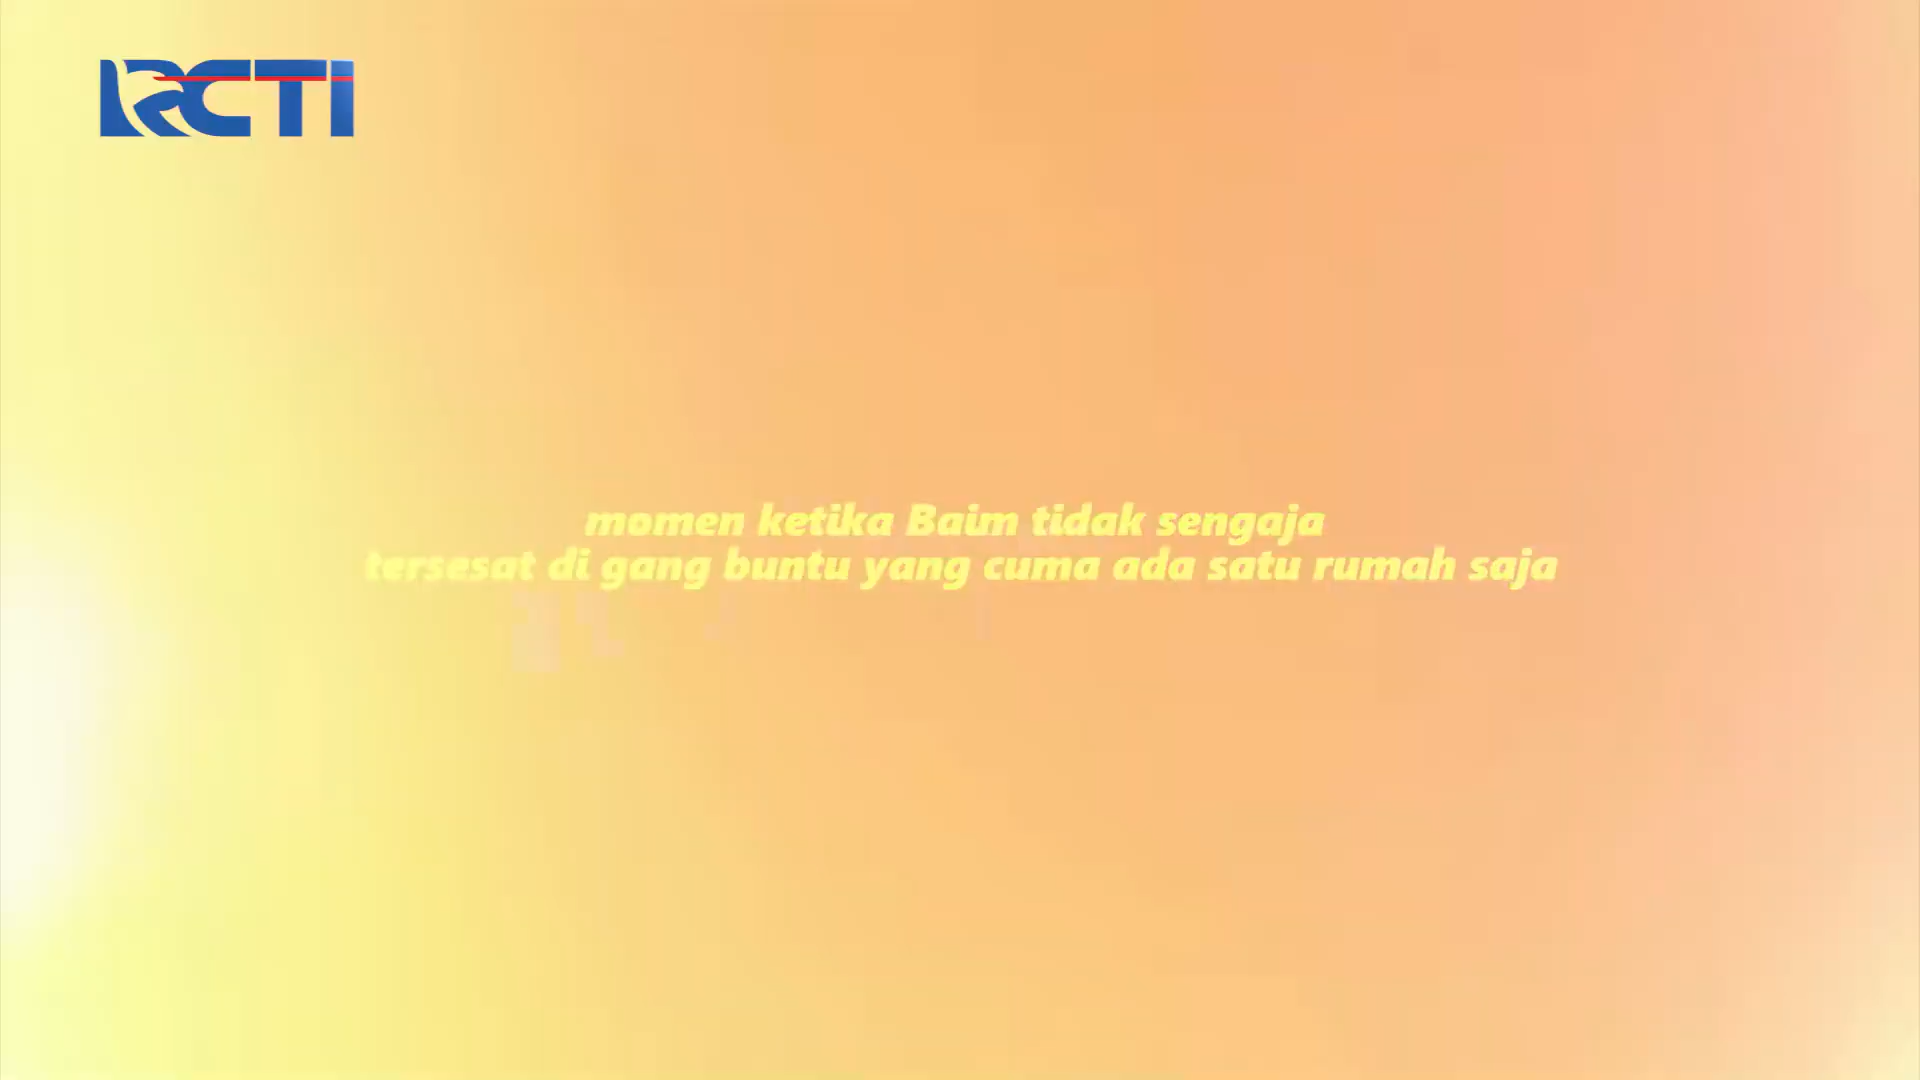 RCTI
momen ketika Baim tidak sengaja
tersesat di gang buntu yang cuma ada satu rumah saja